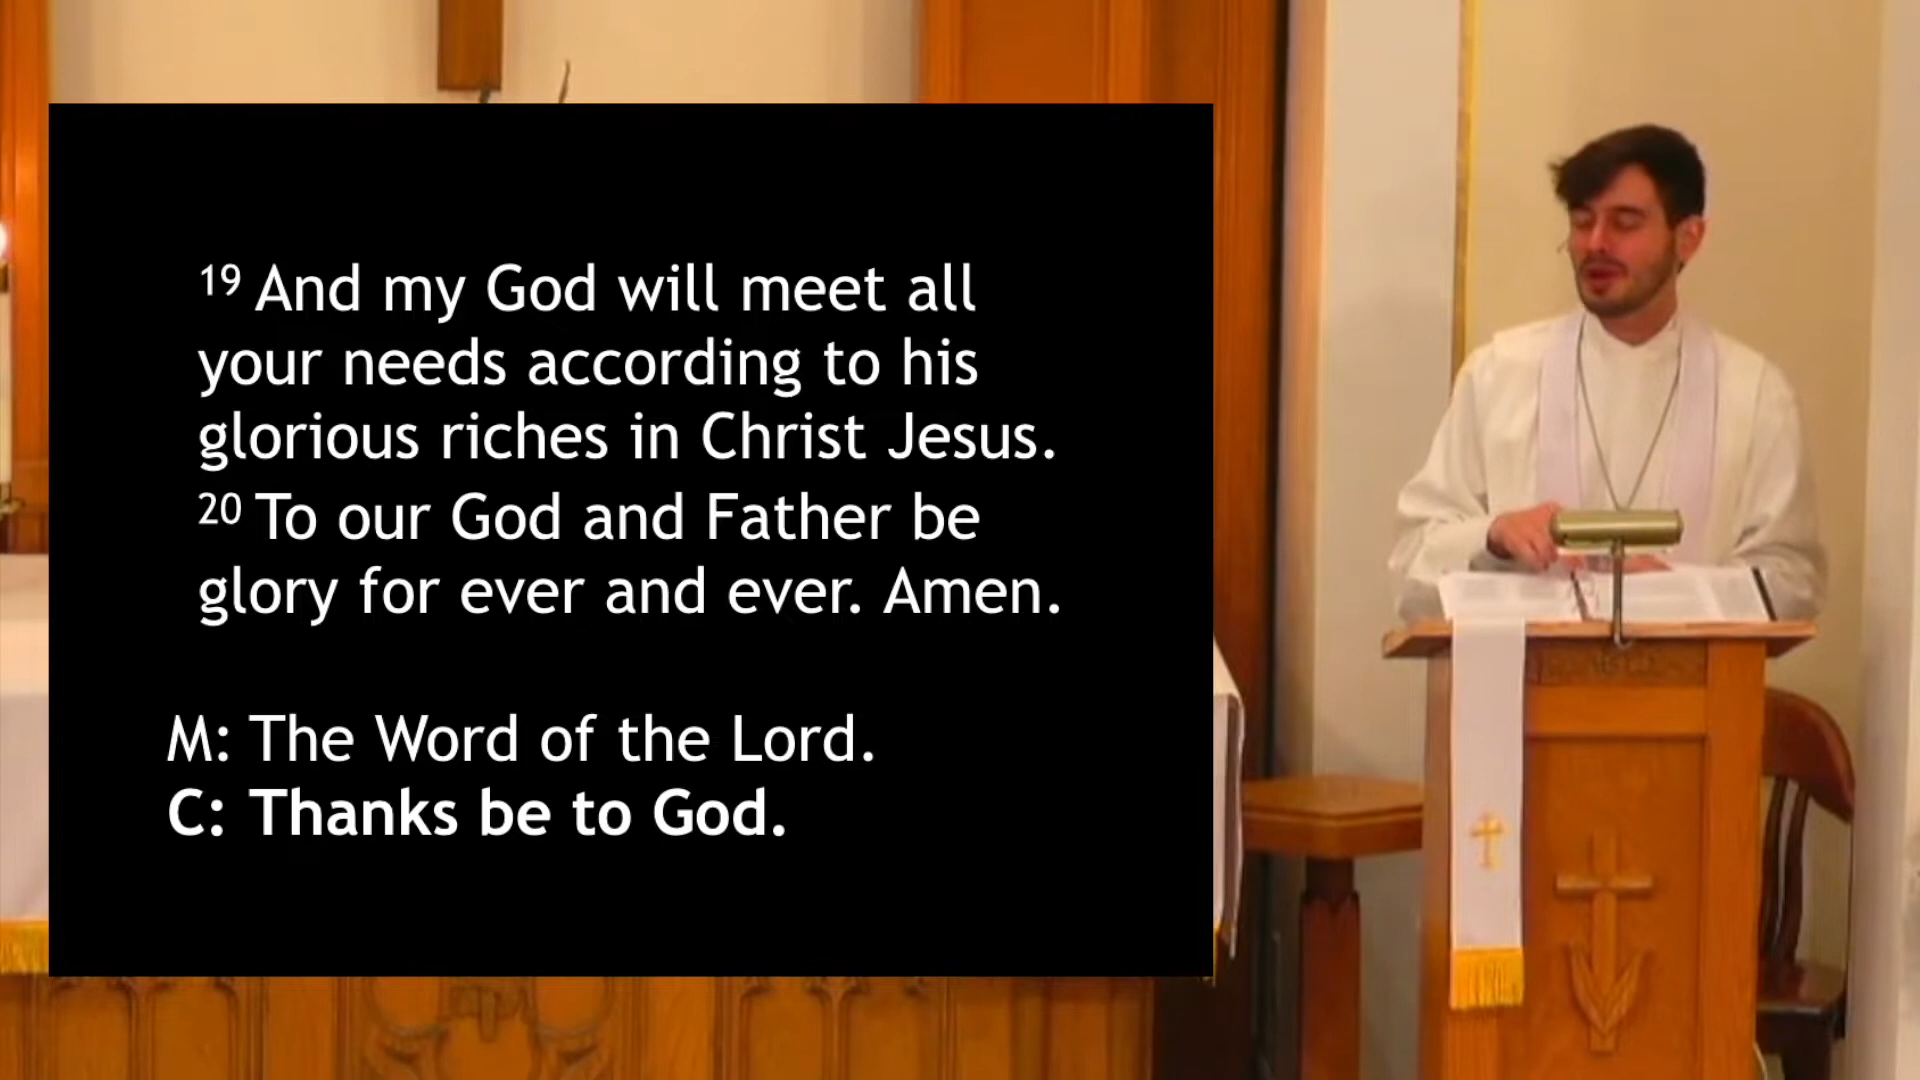 19 And my God will meet all
your needs according to his
glorious riches in Christ Jesus.
20 To our God and Father be
glory for ever and ever. Amen.
M: The Word of the Lord.
C: Thanks be to God.